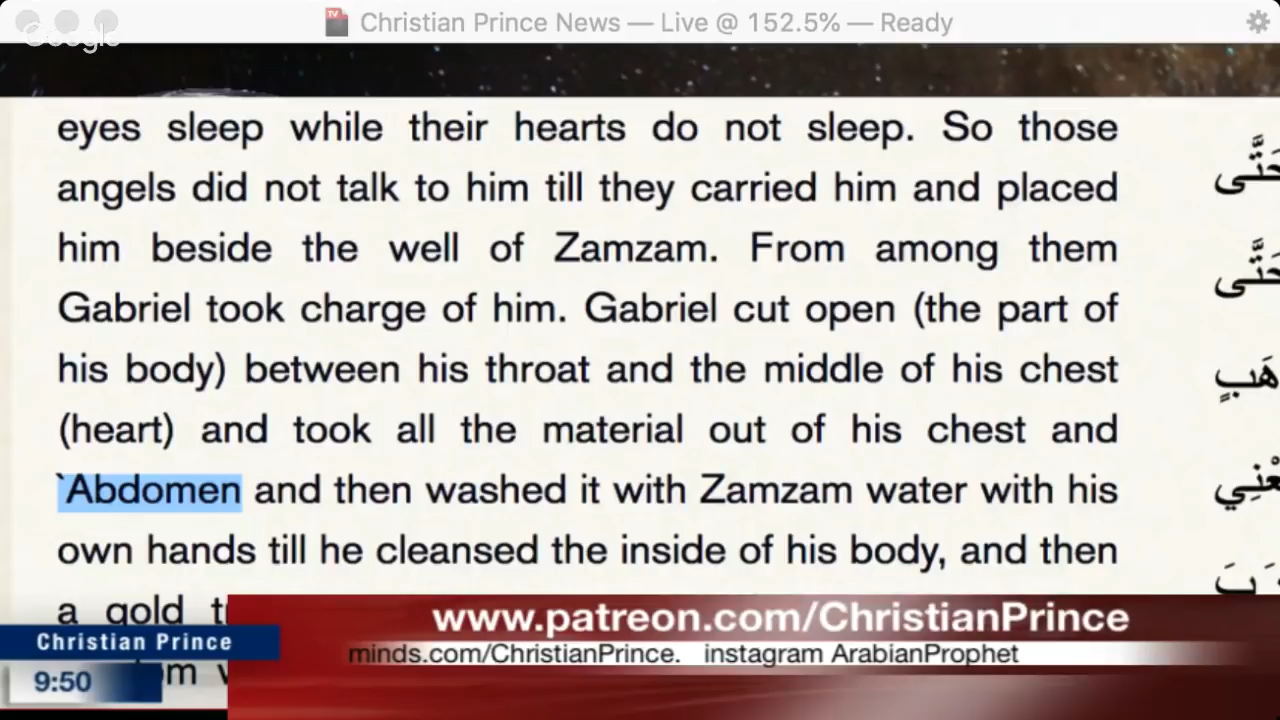 Christian Prince News — Live @ 152.5% — Ready
Google
eyes sleep while their hearts do not sleep. So those
angels did not talk to him till they carried him and placed
him beside the well of Zamzam. From among them
Gabriel took charge of him. Gabriel cut open (the part of
his body) between his throat and the middle of his chest
(heart) and took all the material out of his chest and
`Abdomen and then washed it with Zamzam water with his
own hands till he cleansed the inside of his body, and then
a gold
حَتَّى
حَتَّى
www.patreon.com/ChristianPrince
minds.com/ChristianPrince. instagram ArabianProphet
Christian Prince
9:50